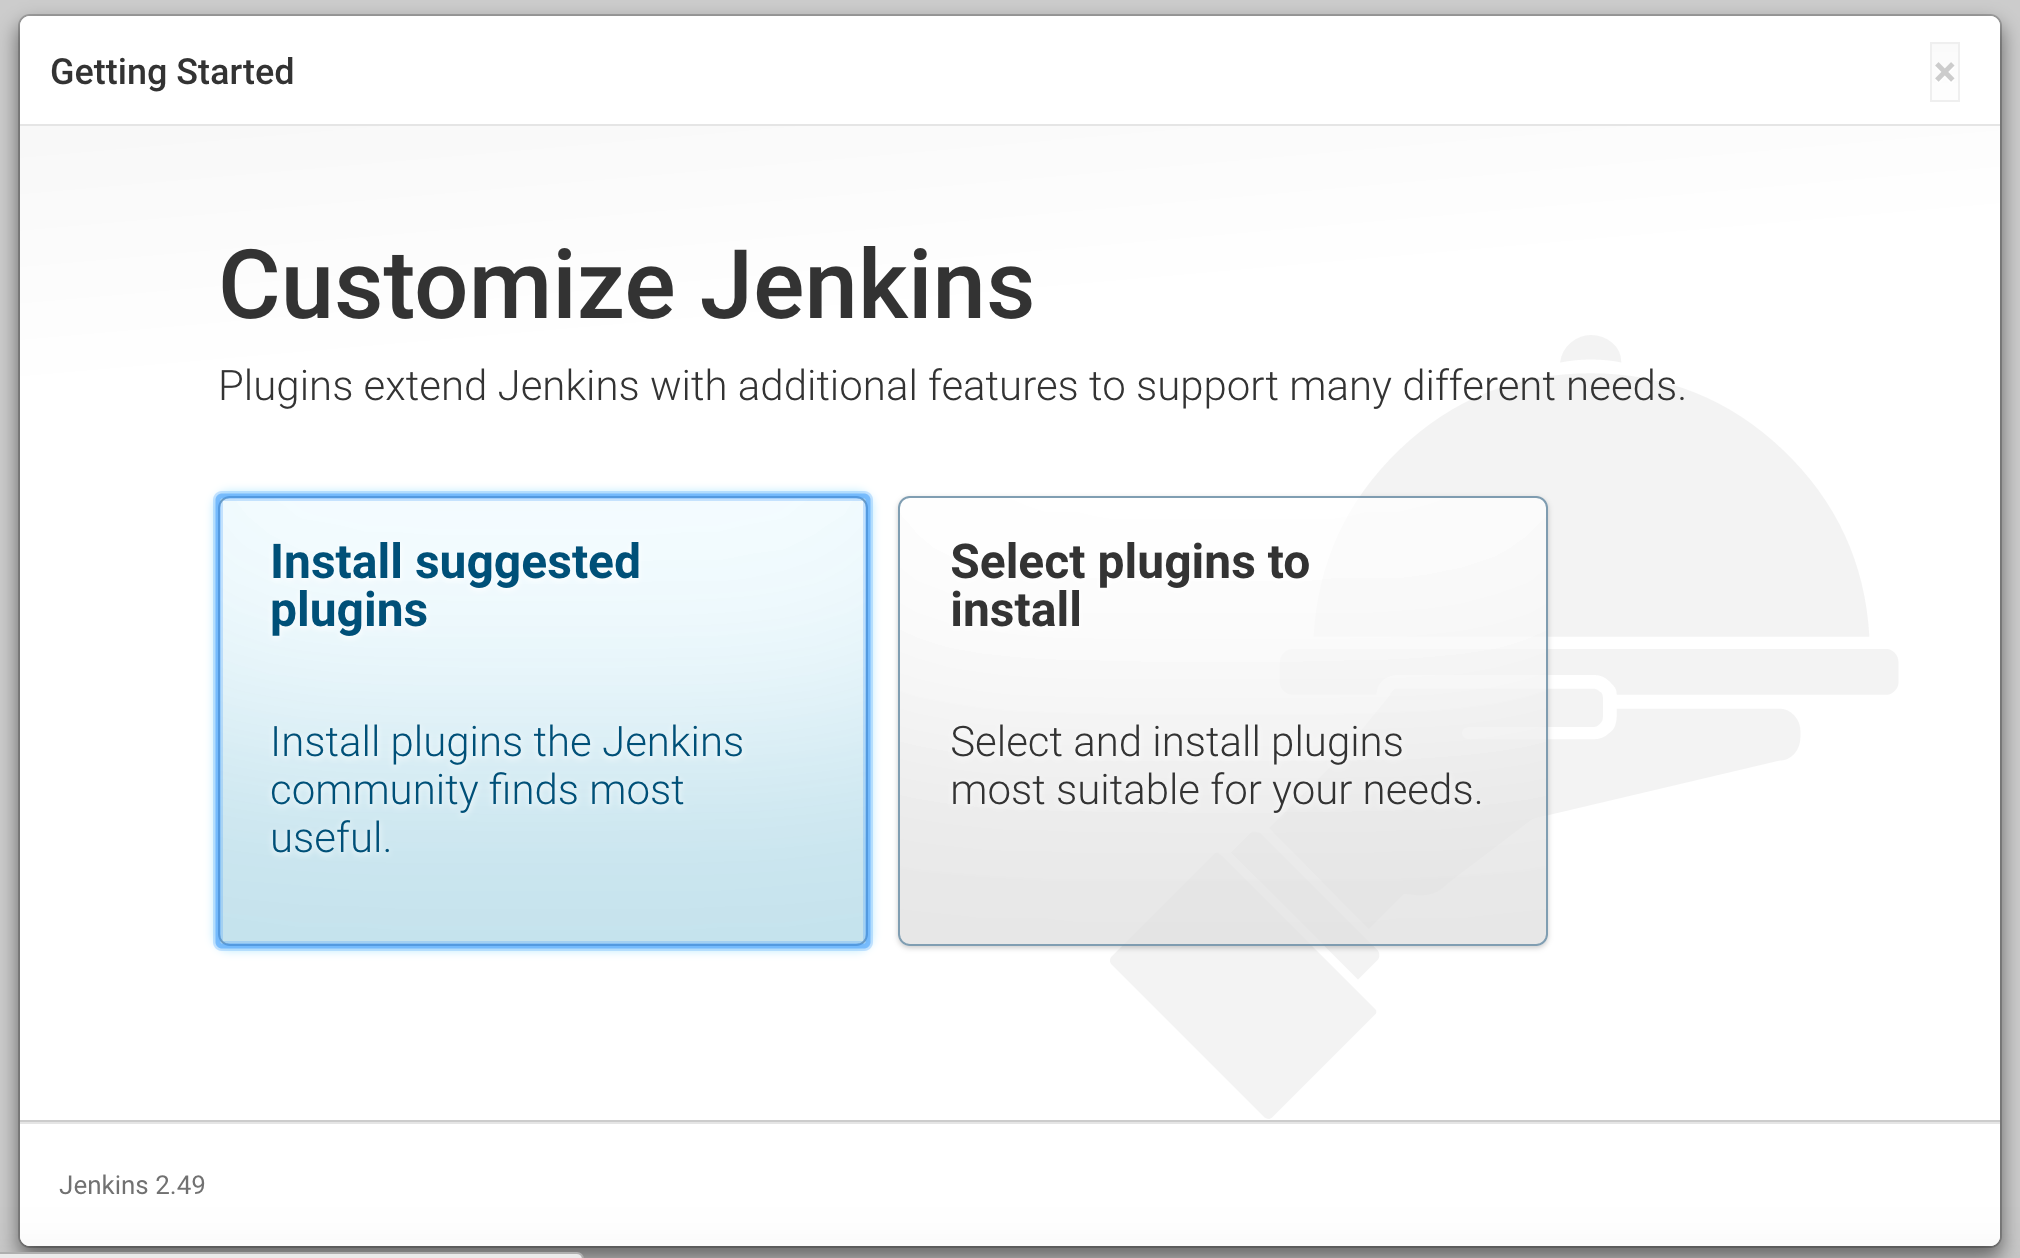 Getting Started
×
Customize Jenkins
Plugins extend Jenkins with additional features to support many different needs.
Install suggested
plugins
Install plugins the Jenkins
community finds most
useful.
Select plugins to
install
Select and install plugins
most suitable for your needs.
Jenkins 2.49